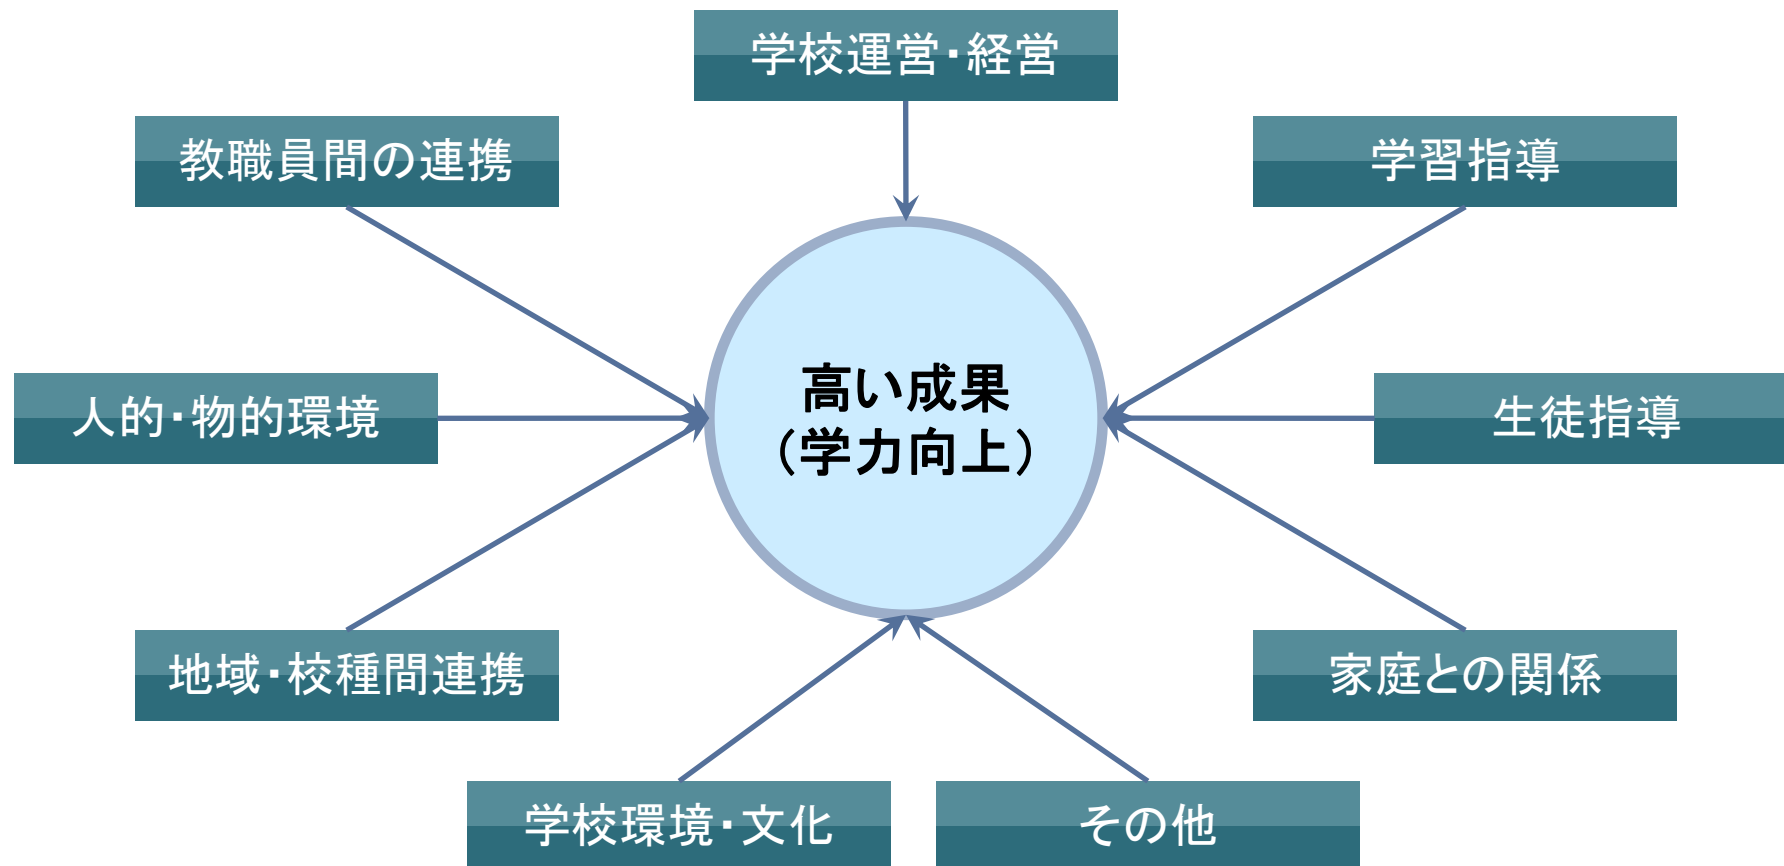 学校運営・経営
教職員間の連携
学習指導
人的・物的環境
高い成果
（学力向上）
生徒指導
地域・校種間連携
家庭との関係
学校環境・文化
その他